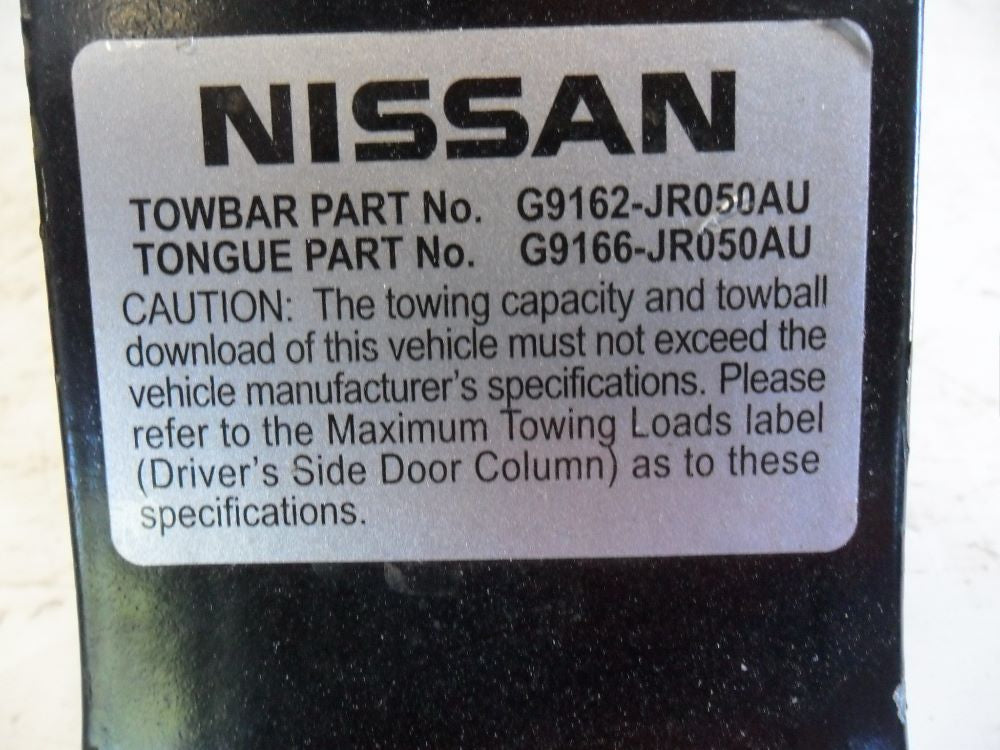 NISSAN
TOWBAR PART No. G9162-JR050AU
TONGUE PART No. G9166-JR050AU
CAUTION: The towing capacity and towball
download of this vehicle must not exceed the
vehicle manufacturer's specifications. Please
refer to the Maximum Towing Loads label
(Driver's Side Door Column) as to these
specifications.